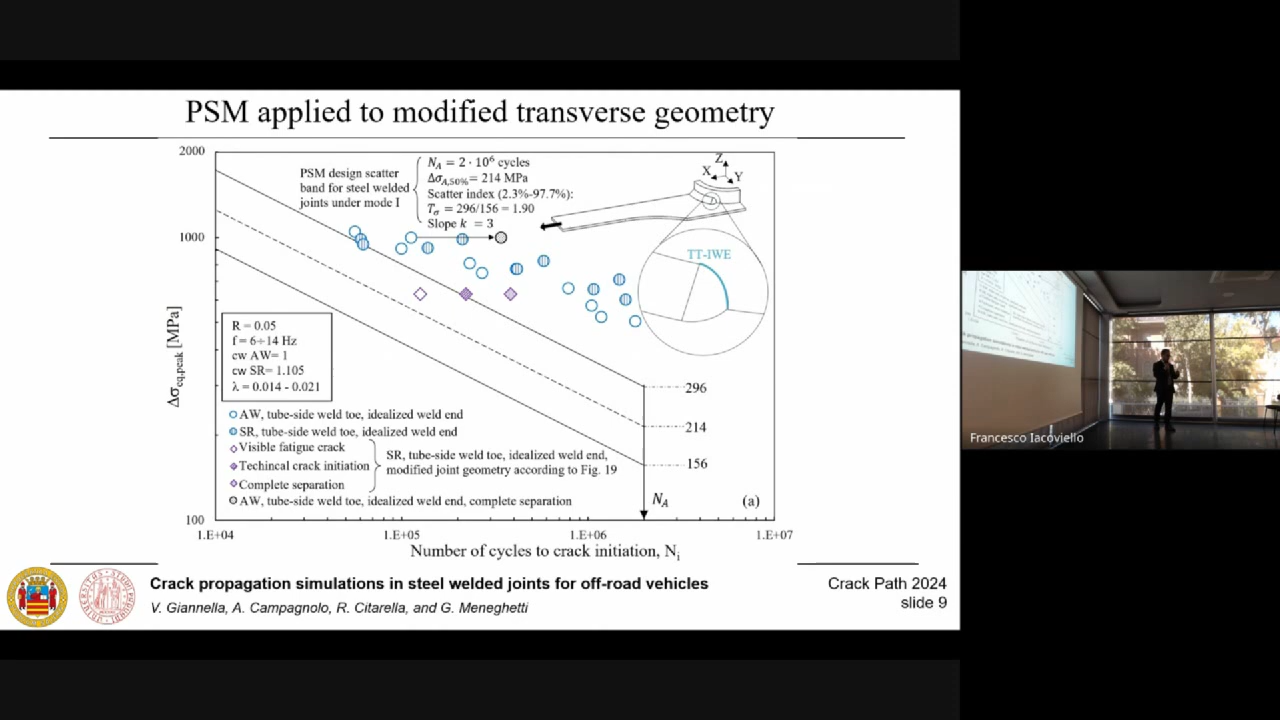 PSM applied to modified transverse geometry
2000
1000
100
Δσeq,peak [MPa]
PSM design scatter
band for steel welded
joints under mode I
N_A = 2 · 10⁶ cycles
Δσ_A,50% = 214 MPa
Scatter index (2.3%-97.7%):
T_σ = 296/156 = 1.90
Slope k = 3
Z
X
Y
TT-IWE
R = 0.05
f = 6÷14 Hz
cw AW= 1
cw SR= 1.105
λ = 0.014 - 0.021
AW, tube-side weld toe, idealized weld end
SR, tube-side weld toe, idealized weld end
Visible fatigue crack
Techincal crack initiation
Complete separation
SR, tube-side weld toe, idealized weld end,
modified joint geometry according to Fig. 19
AW, tube-side weld toe, idealized weld end, complete separation
296
214
156
N_A
(a)
1.E+04
1.E+05
1.E+06
1.E+07
Number of cycles to crack initiation, Ni
Crack propagation simulations in steel welded joints for off-road vehicles
V. Giannella, A. Campagnolo, R. Citarella, and G. Meneghetti
Crack Path 2024
slide 9
Francesco Iacoviello